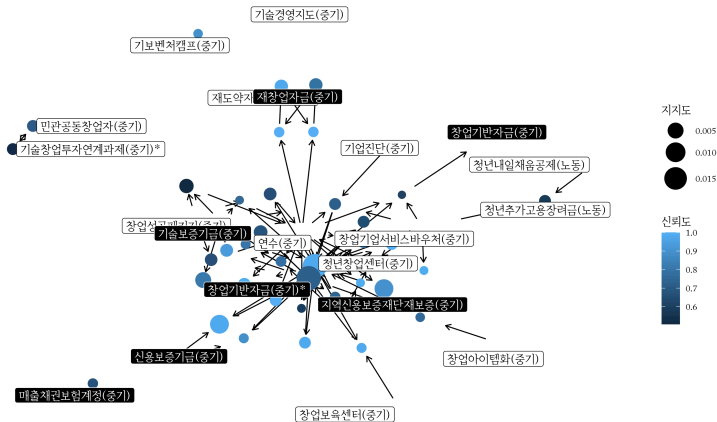 기술경영지도(중기)
기보벤처캠프(중기)
재창업자금(중기)
민관공동창업자(중기)
기술창업투자연계과제(중기)*
창업기반자금(중기)
기업진단(중기)
청년내일채움공제(노동)
청년추가고용장려금(노동)
기술보증기금(중기)
연수(중기)
창업기업서비스바우처(중기)
청년창업센터(중기)
창업기반자금(중기)*
지역신용보증재단재보증(중기)
신용보증기금(중기)
창업아이템화(중기)
매출채권보험계정(중기)
창업보육센터(중기)
지지도
0.005
0.010
0.015
신뢰도
1.0
0.9
0.8
0.7
0.6